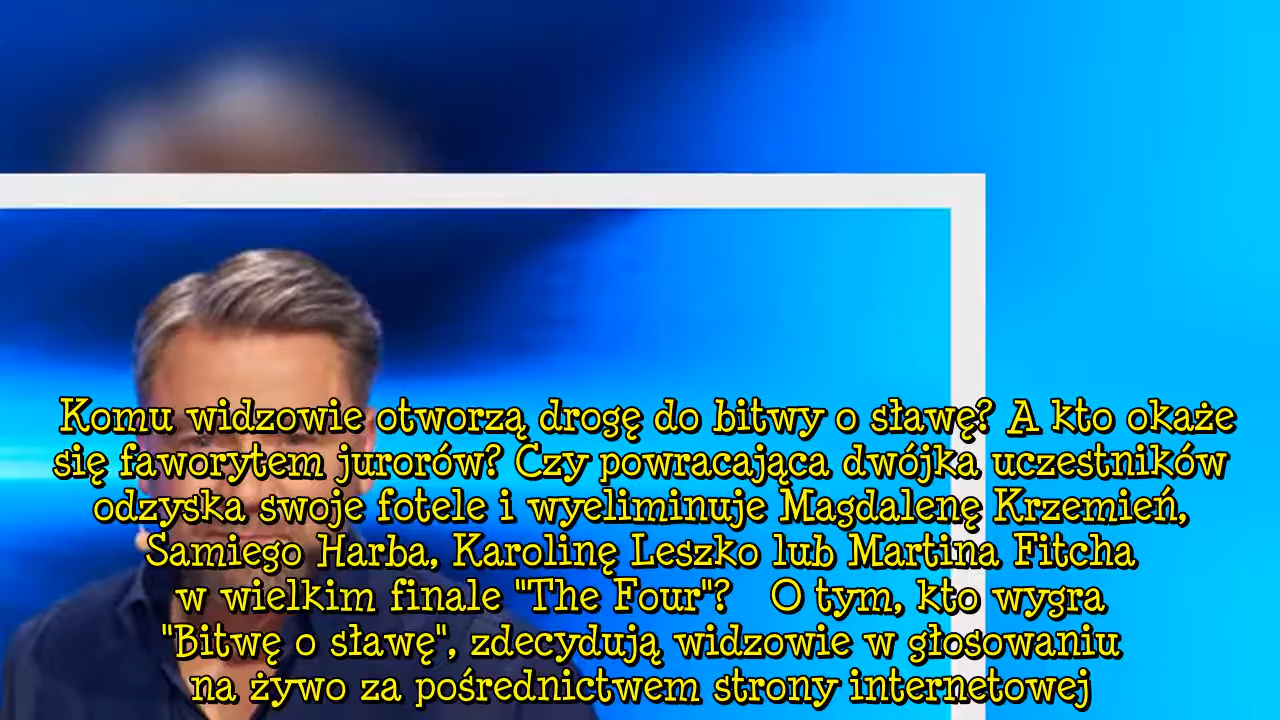 Komu widzowie otworzą drogę do bitwy o sławę? A kto okaże
się faworytem jurorów? Czy powracająca dwójka uczestników
odzyska swoje fotele i wyeliminuje Magdalenę Krzemień,
Samiego Harba, Karolinę Leszko lub Martina Fitcha
w wielkim finale "The Four"? O tym, kto wygra
"Bitwę o sławę", zdecydują widzowie w głosowaniu
na żywo za pośrednictwem strony internetowej